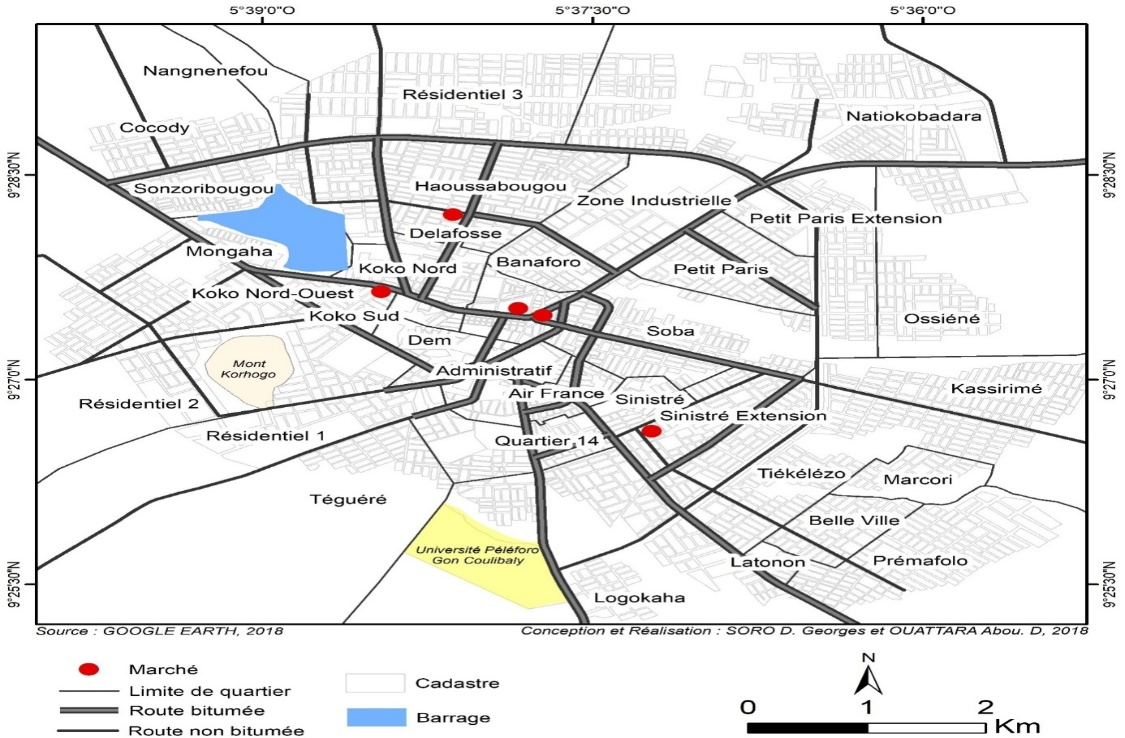 5°39'0"O
5°37'30"O
5°36'0"O
Nangnenefou
Résidentiel 3
Cocody
Natiokobadara
9°28'30"N
9°28'30"N
Sonzoribougou
Haoussabougou
Zone Industrielle
Petit Paris Extension
Delafosse
Mongaha
Koko Nord
Banaforo
Petit Paris
Koko Nord-Ouest
Koko Sud
Soba
Ossiéné
Dem
Mont
Korhogo
9°27'0"N
9°27'0"N
Administratif
Air France
Sinistré
Kassirimé
Résidentiel 2
Sinistré Extension
Résidentiel 1
Quartier 14
Tiékélézo
Marcori
Téguéré
Belle Ville
Université Péléforo
Gon Coulibaly
Latonon
Prémafolo
9°25'30"N
9°25'30"N
Logokaha
Source : GOOGLE EARTH, 2018
Conception et Réalisation : SORO D. Georges et OUATTARA Abou. D, 2018
Marché
Limite de quartier
Route bitumée
Route non bitumée
Cadastre
Barrage
N
0 1 2
Km